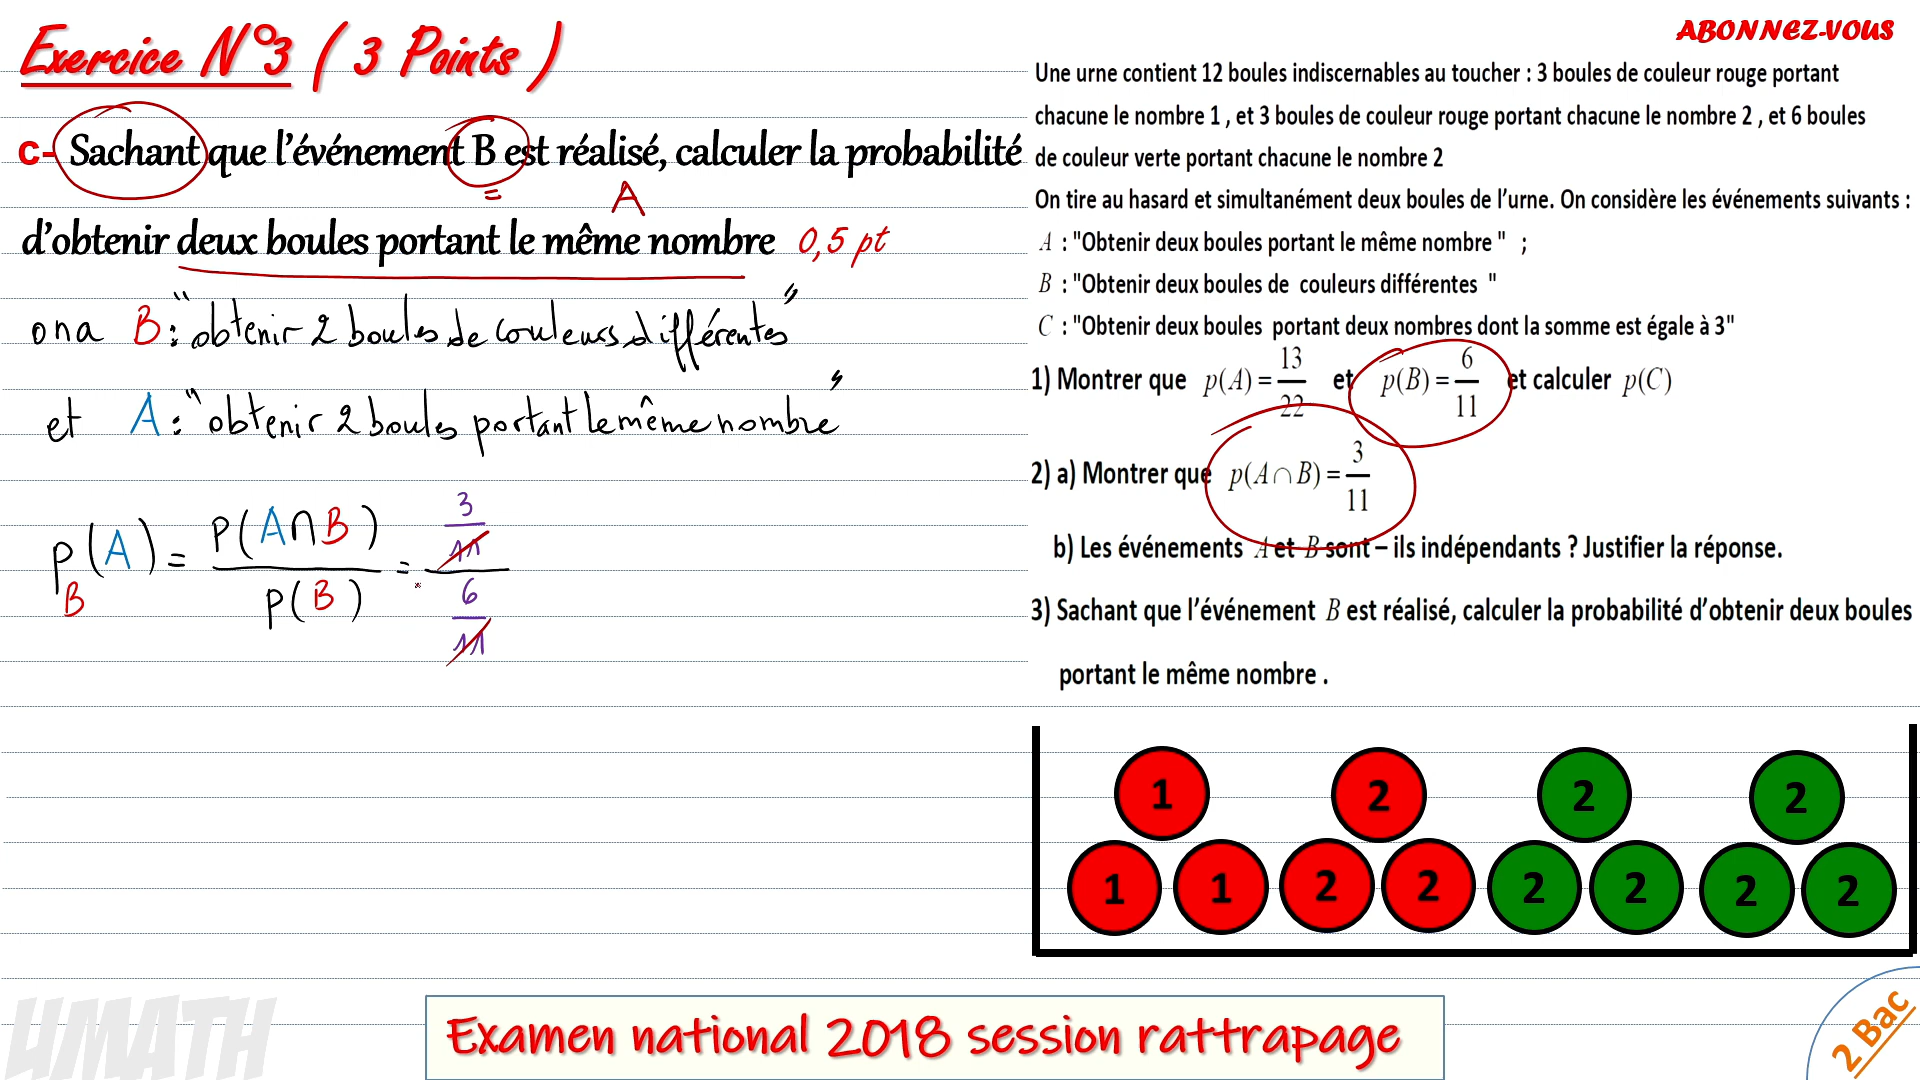 Exercice N°3 ( 3 Points )
c- Sachant que l'événement B est réalisé, calculer la probabilité
A
d'obtenir deux boules portant le même nombre 0,5 pt
ona B : "obtenir 2 boules de couleurs différentes"
et A : "obtenir 2 boules portant le même nombre"
P_B(A) = P(A∩B) / P(B) = (3/11) / (6/11)
ABONNEZ-VOUS
Une urne contient 12 boules indiscernables au toucher : 3 boules de couleur rouge portant
chacune le nombre 1 , et 3 boules de couleur rouge portant chacune le nombre 2 , et 6 boules
de couleur verte portant chacune le nombre 2
On tire au hasard et simultanément deux boules de l'urne. On considère les événements suivants :
A : "Obtenir deux boules portant le même nombre " ;
B : "Obtenir deux boules de couleurs différentes "
C : "Obtenir deux boules portant deux nombres dont la somme est égale à 3"
1) Montrer que p(A) = 13/22 et p(B) = 6/11 et calculer p(C)
2) a) Montrer que p(A∩B) = 3/11
b) Les événements A et B sont – ils indépendants ? Justifier la réponse.
3) Sachant que l'événement B est réalisé, calculer la probabilité d'obtenir deux boules
portant le même nombre .
1 2 2 2
1 1 2 2 2 2 2 2
UMATH
Examen national 2018 session rattrapage
2 Bac